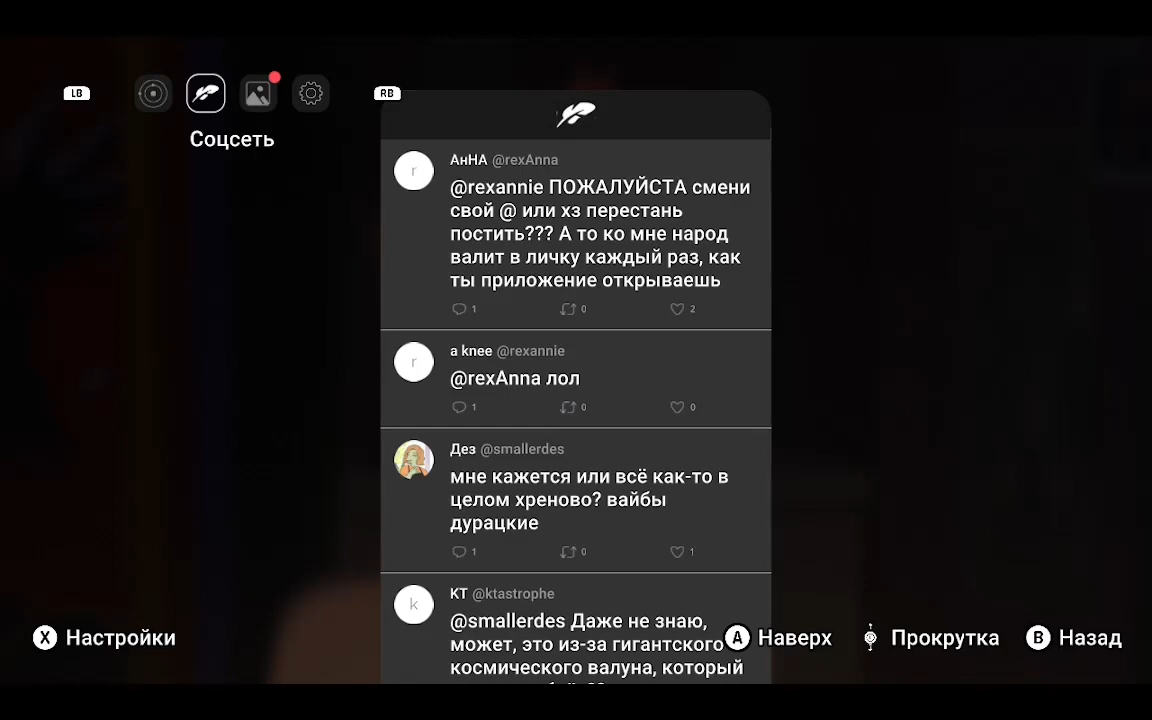 LB
RB
Соцсеть
r
АнНА @rexAnna
@rexannie ПОЖАЛУЙСТА смени
свой @ или хз перестань
постить??? А то ко мне народ
валит в личку каждый раз, как
ты приложение открываешь
1 0 2
r
a knee @rexannie
@rexAnna лол
1 0 0
Дез @smallerdes
мне кажется или всё как-то в
целом хреново? вайбы
дурацкие
1 0 1
k
KT @ktastrophe
@smallerdes Даже не знаю,
может, это из-за гигантского
космического валуна, который
X Настройки
A Наверх
Прокрутка
B Назад